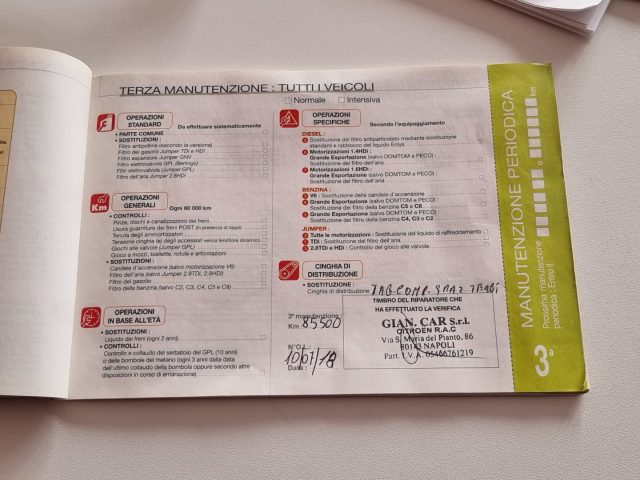 TERZA MANUTENZIONE : TUTTI I VEICOLI
Normale
Intensiva
OPERAZIONI
STANDARD
Da effettuare sistematicamente
• PARTE COMUNE
• SOSTITUZIONI :
Filtro antipolline (secondo la versione)
Filtro del gasolio Jumper TDi e HDi
Filtro espansore Jumper GNV
Filtro elettrovalvola GPL (Berlingo)
Filtro elettrovalvola (Jumper GPL)
Filtro dell'aria Jumper 2.8HDi
Km
OPERAZIONI
GENERALI
Ogni 60 000 km
• CONTROLLI :
Pinze, dischi e canalizzazioni dei freni
Usura guarniture dei freni POST (in presenza di tappi)
Tenuta degli ammortizzatori
Tensione cinghia lei degli accessori senza tenditore dinamico
Giochi alle valvole (Jumper GPL)
Gioco a mozzi, biellette, rotule e articolazioni
• SOSTITUZIONI :
Candele d'accensione (salvo motorizzazione V6)
Filtro dell'aria (salvo Jumper 2.8TDi, 2.8HDi)
Filtro del gasolio
Filtro della benzina (salvo C2, C3, C4, C5 e C8)
OPERAZIONI
IN BASE ALL'ETÀ
• SOSTITUZIONI :
Liquido dei freni (ogni 2 anni)
• CONTROLLI :
Controllo e collaudo del serbatoio del GPL (10 anni)
o delle bombole del metano (ogni 3 anni dalla data
dell'ultimo collaudo della bombola oppure secondo altre
disposizioni in corso di emanazione)
OPERAZIONI
SPECIFICHE
Secondo l'equipaggiamento
DIESEL :
Sostituzione del filtro antiparticolato mediante sostituzione
standard e rabbocco del liquido Eolys
Motorizzazioni 1.4HDi :
Grande Esportazione (salvo DOMTOM e PECO) :
Sostituzione del filtro dell'aria
Motorizzazioni 1.6HDi :
Grande Esportazione (salvo DOMTOM e PECO) :
Sostituzione del filtro dell'aria
BENZINA :
V6 : Sostituzione delle candele d'accensione
Grande Esportazione (salvo DOMTOM e PECO) :
Sostituzione del filtro della benzina C5 e C8
Grande Esportazione (salvo DOMTOM e PECO) :
Sostituzione del filtro della benzina C4, C3 e C2
JUMPER :
Tutte le motorizzazioni : Sostituzione del liquido di raffreddamento
TDi : Sostituzione del filtro dell'aria
2.8TDi e HDi : Controllo del gioco alle valvole
CINGHIA DI
DISTRIBUZIONE
• SOSTITUZIONE :
Cinghia della distribuzione
3ª manutenzione :
Km 85500
N° O
Data :
TIMBRO DEL RIPARATORE CHE
HA EFFETTUATO LA VERIFICA
GIAN. CAR S.r.l.
CITROEN R.A.C
Via S. Maria del Pianto, 86
80143 NAPOLI
Part. I.V.A. 05466761219
MANUTENZIONE PERIODICA
3ª
Prossima manutenzione
periodica : Entro il
km